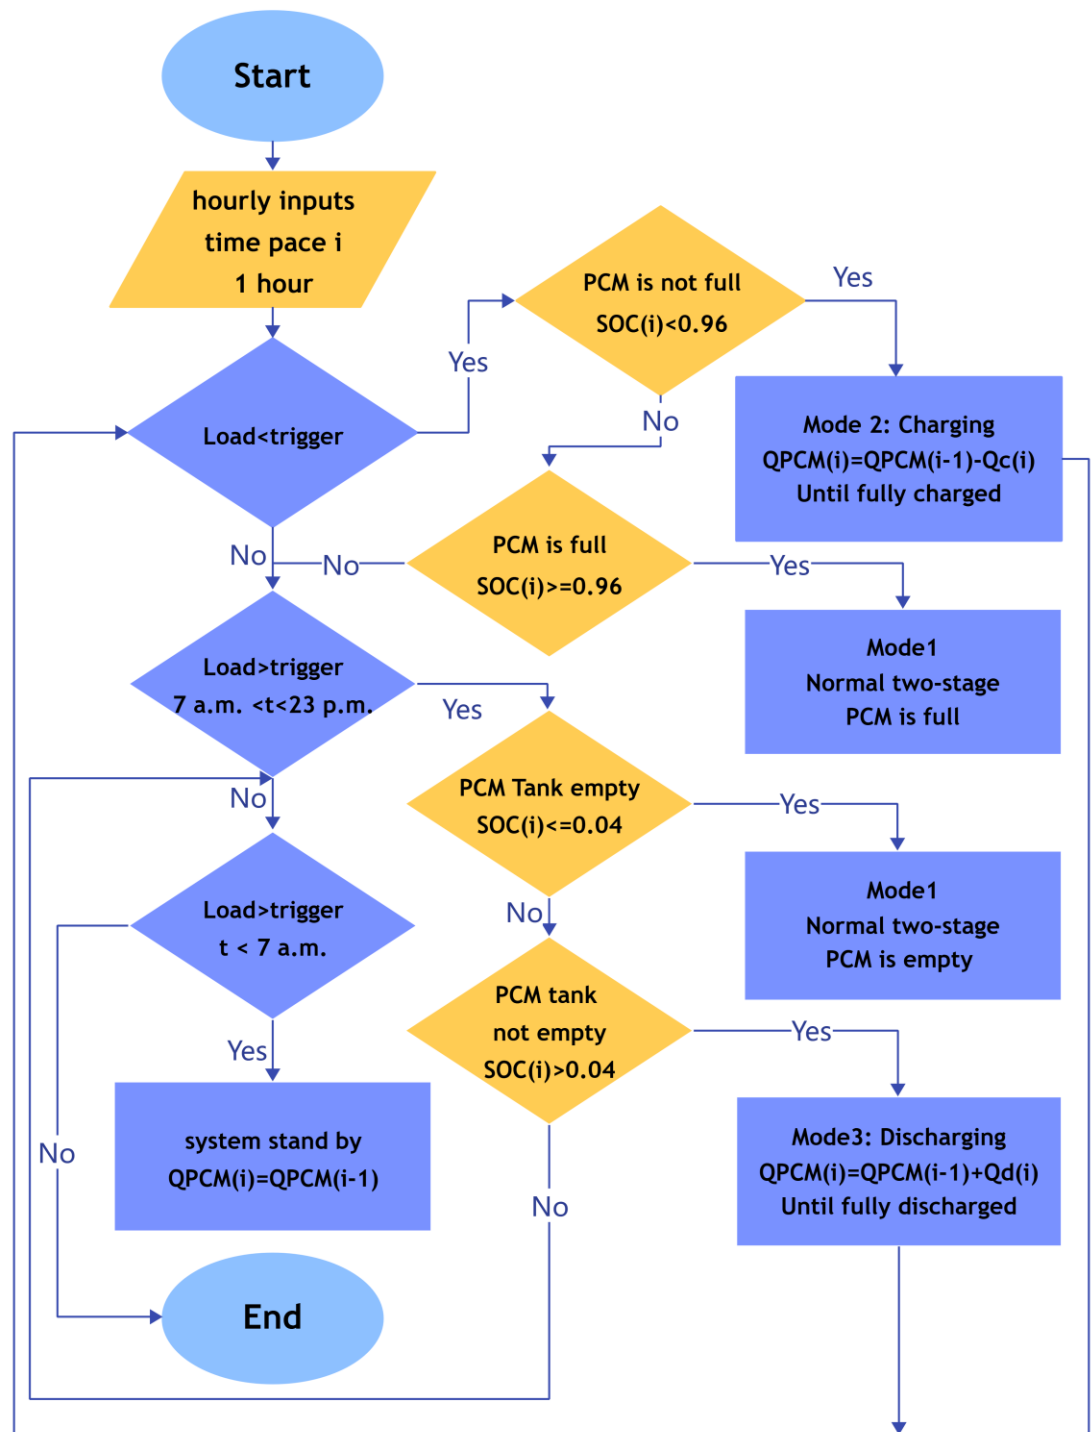 Start
hourly inputs
time pace i
1 hour
Load<trigger
Yes
No
PCM is not full
SOC(i)<0.96
Yes
No
Mode 2: Charging
QPCM(i)=QPCM(i-1)-Qc(i)
Until fully charged
PCM is full
SOC(i)>=0.96
No
Yes
Mode1
Normal two-stage
PCM is full
Load>trigger
7 a.m. <t<23 p.m.
Yes
No
PCM Tank empty
SOC(i)<=0.04
Yes
No
Mode1
Normal two-stage
PCM is empty
Load>trigger
t < 7 a.m.
Yes
No
PCM tank
not empty
SOC(i)>0.04
Yes
No
Mode3: Discharging
QPCM(i)=QPCM(i-1)+Qd(i)
Until fully discharged
system stand by
QPCM(i)=QPCM(i-1)
End